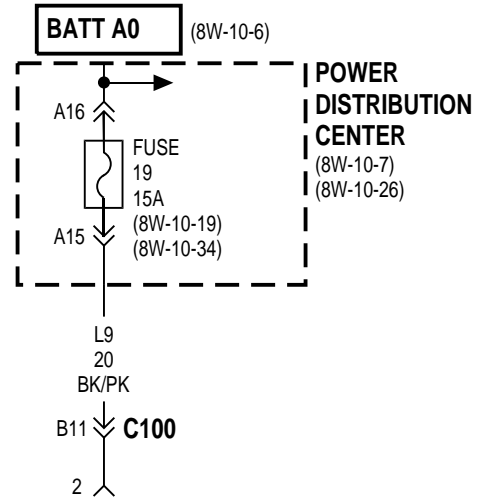 BATT A0 (8W-10-6)
POWER
DISTRIBUTION
CENTER
(8W-10-7)
(8W-10-26)
A16
FUSE
19
15A
(8W-10-19)
(8W-10-34)
A15
L9
20
BK/PK
B11 C100
2